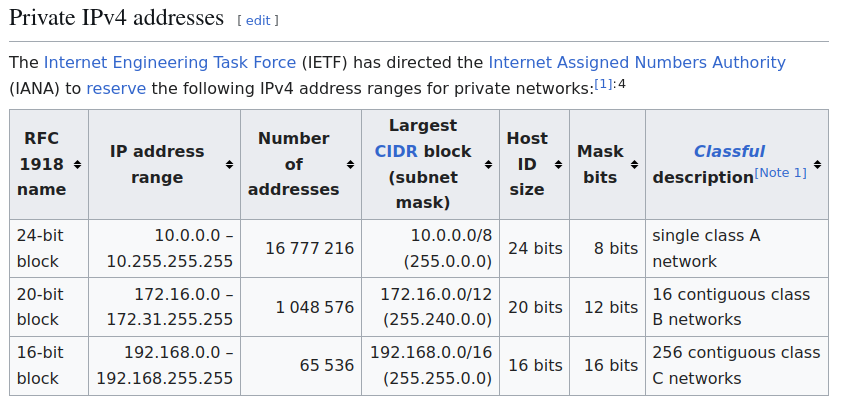 Private IPv4 addresses [ edit ]
The Internet Engineering Task Force (IETF) has directed the Internet Assigned Numbers Authority
(IANA) to reserve the following IPv4 address ranges for private networks:[1]:4
RFC
1918
name
IP address
range
Number
of
addresses
Largest
CIDR block
(subnet
mask)
Host
ID
size
Mask
bits
Classful
description[Note 1]
24-bit
block
10.0.0.0 –
10.255.255.255
16 777 216
10.0.0.0/8
(255.0.0.0)
24 bits
8 bits
single class A
network
20-bit
block
172.16.0.0 –
172.31.255.255
1 048 576
172.16.0.0/12
(255.240.0.0)
20 bits
12 bits
16 contiguous class
B networks
16-bit
block
192.168.0.0 –
192.168.255.255
65 536
192.168.0.0/16
(255.255.0.0)
16 bits
16 bits
256 contiguous class
C networks